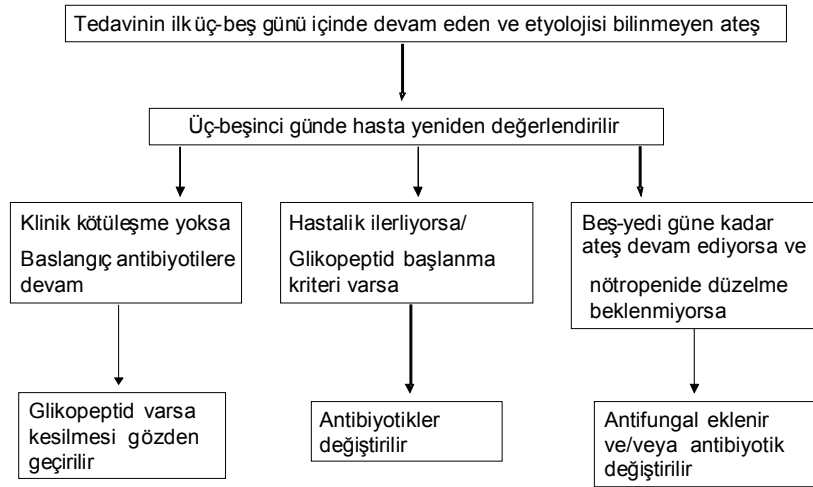 Tedavinin ilk üç-beş günü içinde devam eden ve etyolojisi bilinmeyen ateş
Üç-beşinci günde hasta yeniden değerlendirilir
Klinik kötüleşme yoksa
Baslangıç antibiyotilere
devam
Hastalik ilerliyorsa/
Glikopeptid başlanma
kriteri varsa
Beş-yedi güne kadar
ateş devam ediyorsa ve
nötropenide düzelme
beklenmiyorsa
Glikopeptid varsa
kesilmesi gözden
geçirilir
Antibiyotikler
değiştirilir
Antifungal eklenir
ve/veya antibiyotik
değiştirilir